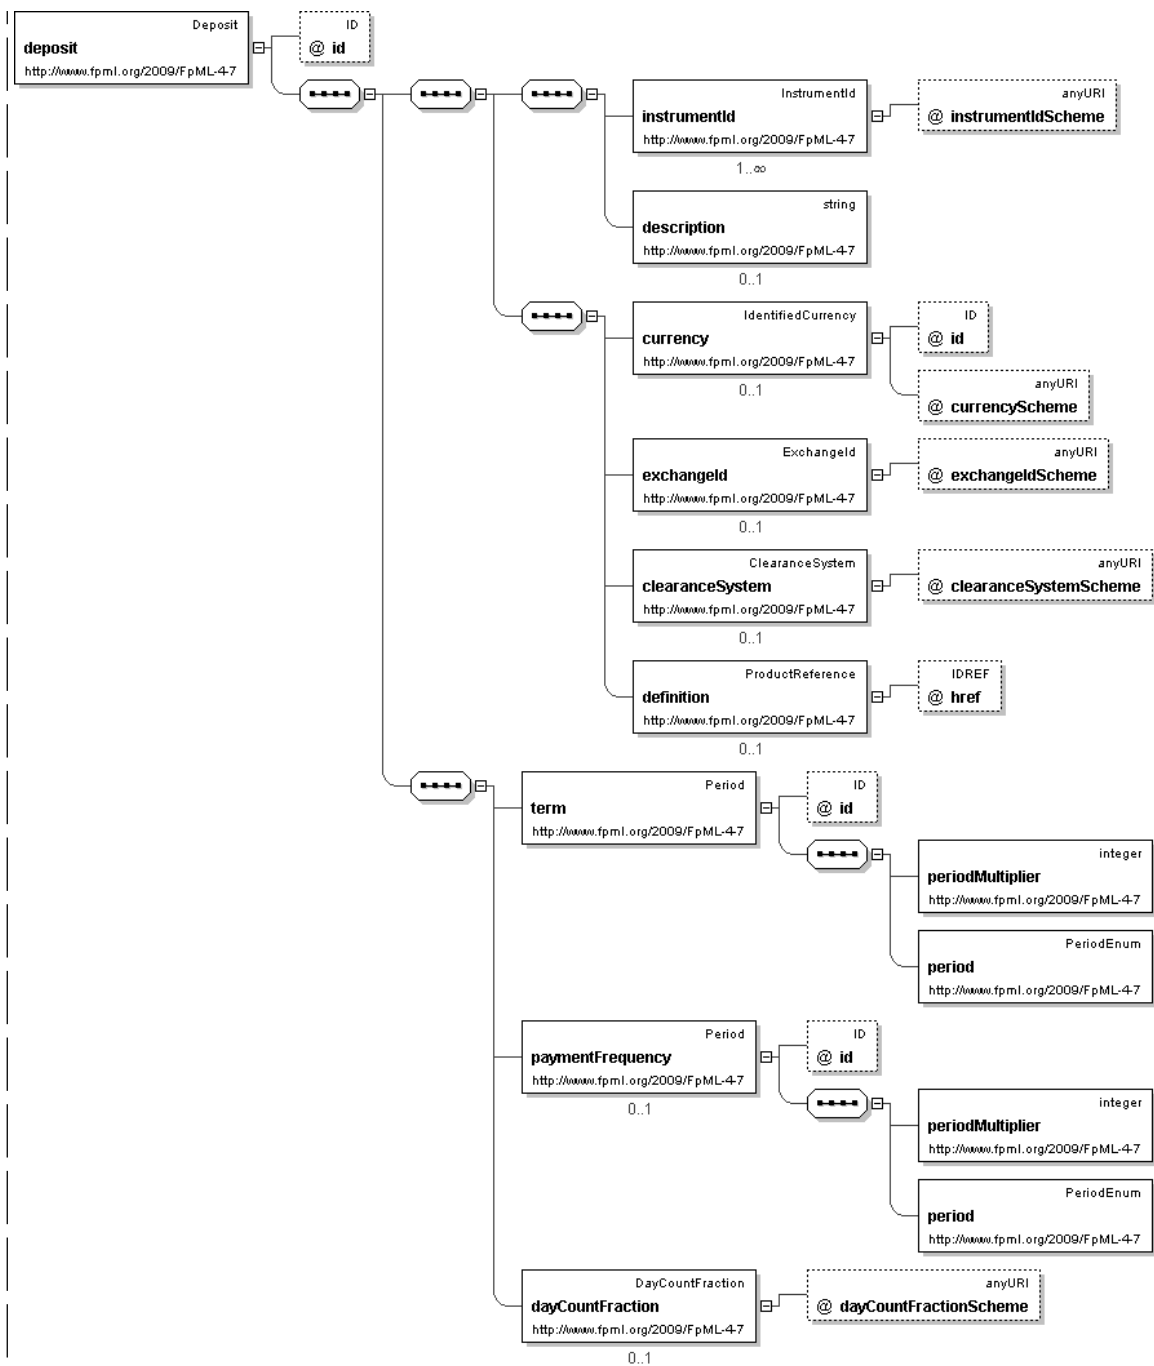 Deposit
deposit
http://www.fpml.org/2009/FpML-4-7
ID
@ id
InstrumentId
instrumentId
http://www.fpml.org/2009/FpML-4-7
1..∞
anyURI
@ instrumentIdScheme
string
description
http://www.fpml.org/2009/FpML-4-7
0..1
IdentifiedCurrency
currency
http://www.fpml.org/2009/FpML-4-7
0..1
ID
@ id
anyURI
@ currencyScheme
ExchangeId
exchangeId
http://www.fpml.org/2009/FpML-4-7
0..1
anyURI
@ exchangeIdScheme
ClearanceSystem
clearanceSystem
http://www.fpml.org/2009/FpML-4-7
0..1
anyURI
@ clearanceSystemScheme
ProductReference
definition
http://www.fpml.org/2009/FpML-4-7
0..1
IDREF
@ href
Period
term
http://www.fpml.org/2009/FpML-4-7
ID
@ id
integer
periodMultiplier
http://www.fpml.org/2009/FpML-4-7
PeriodEnum
period
http://www.fpml.org/2009/FpML-4-7
Period
paymentFrequency
http://www.fpml.org/2009/FpML-4-7
0..1
ID
@ id
integer
periodMultiplier
http://www.fpml.org/2009/FpML-4-7
PeriodEnum
period
http://www.fpml.org/2009/FpML-4-7
DayCountFraction
dayCountFraction
http://www.fpml.org/2009/FpML-4-7
0..1
anyURI
@ dayCountFractionScheme